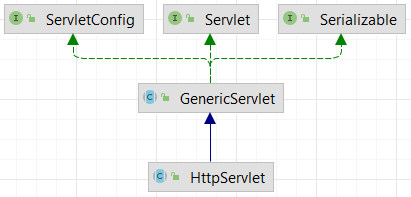 I ServletConfig
I Servlet
I Serializable
C GenericServlet
C HttpServlet